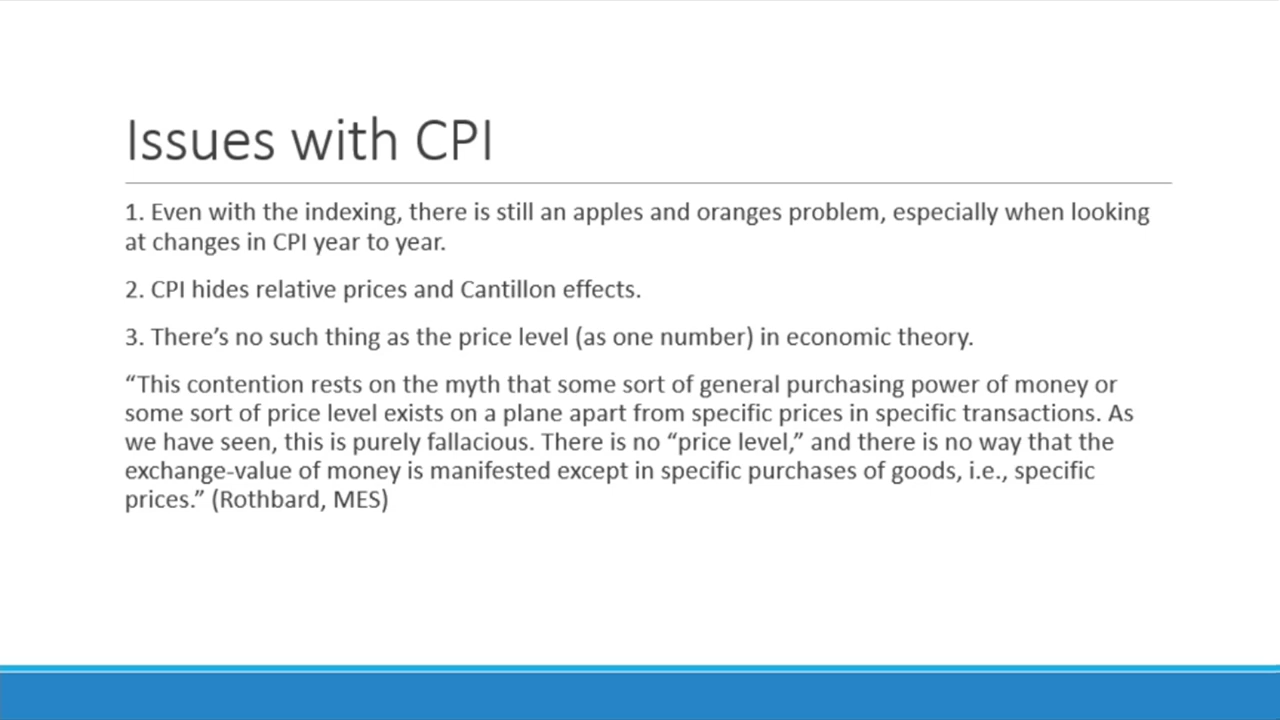 Issues with CPI
1. Even with the indexing, there is still an apples and oranges problem, especially when looking
at changes in CPI year to year.
2. CPI hides relative prices and Cantillon effects.
3. There’s no such thing as the price level (as one number) in economic theory.
“This contention rests on the myth that some sort of general purchasing power of money or
some sort of price level exists on a plane apart from specific prices in specific transactions. As
we have seen, this is purely fallacious. There is no “price level,” and there is no way that the
exchange-value of money is manifested except in specific purchases of goods, i.e., specific
prices.” (Rothbard, MES)